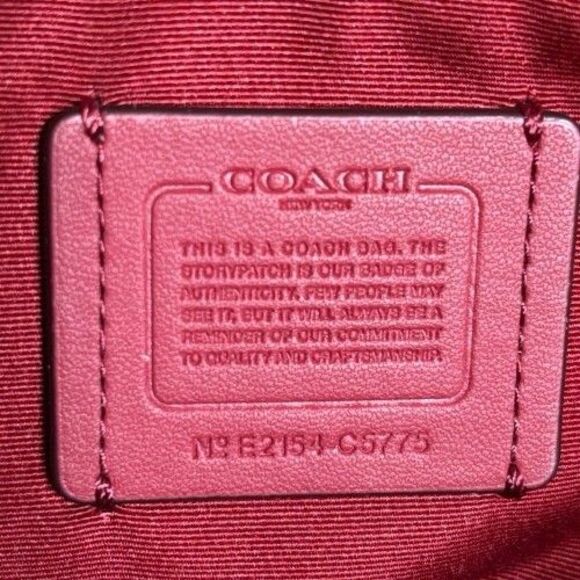 COACH
NEW YORK
THIS IS A COACH BAG. THE
STORYPATCH IS OUR BADGE OF
AUTHENTICITY. FEW PEOPLE MAY
SEE IT, BUT IT WILL ALWAYS BE A
REMINDER OF OUR COMMITMENT
TO QUALITY AND CRAFTSMANSHIP.
Nº E2154-C5775